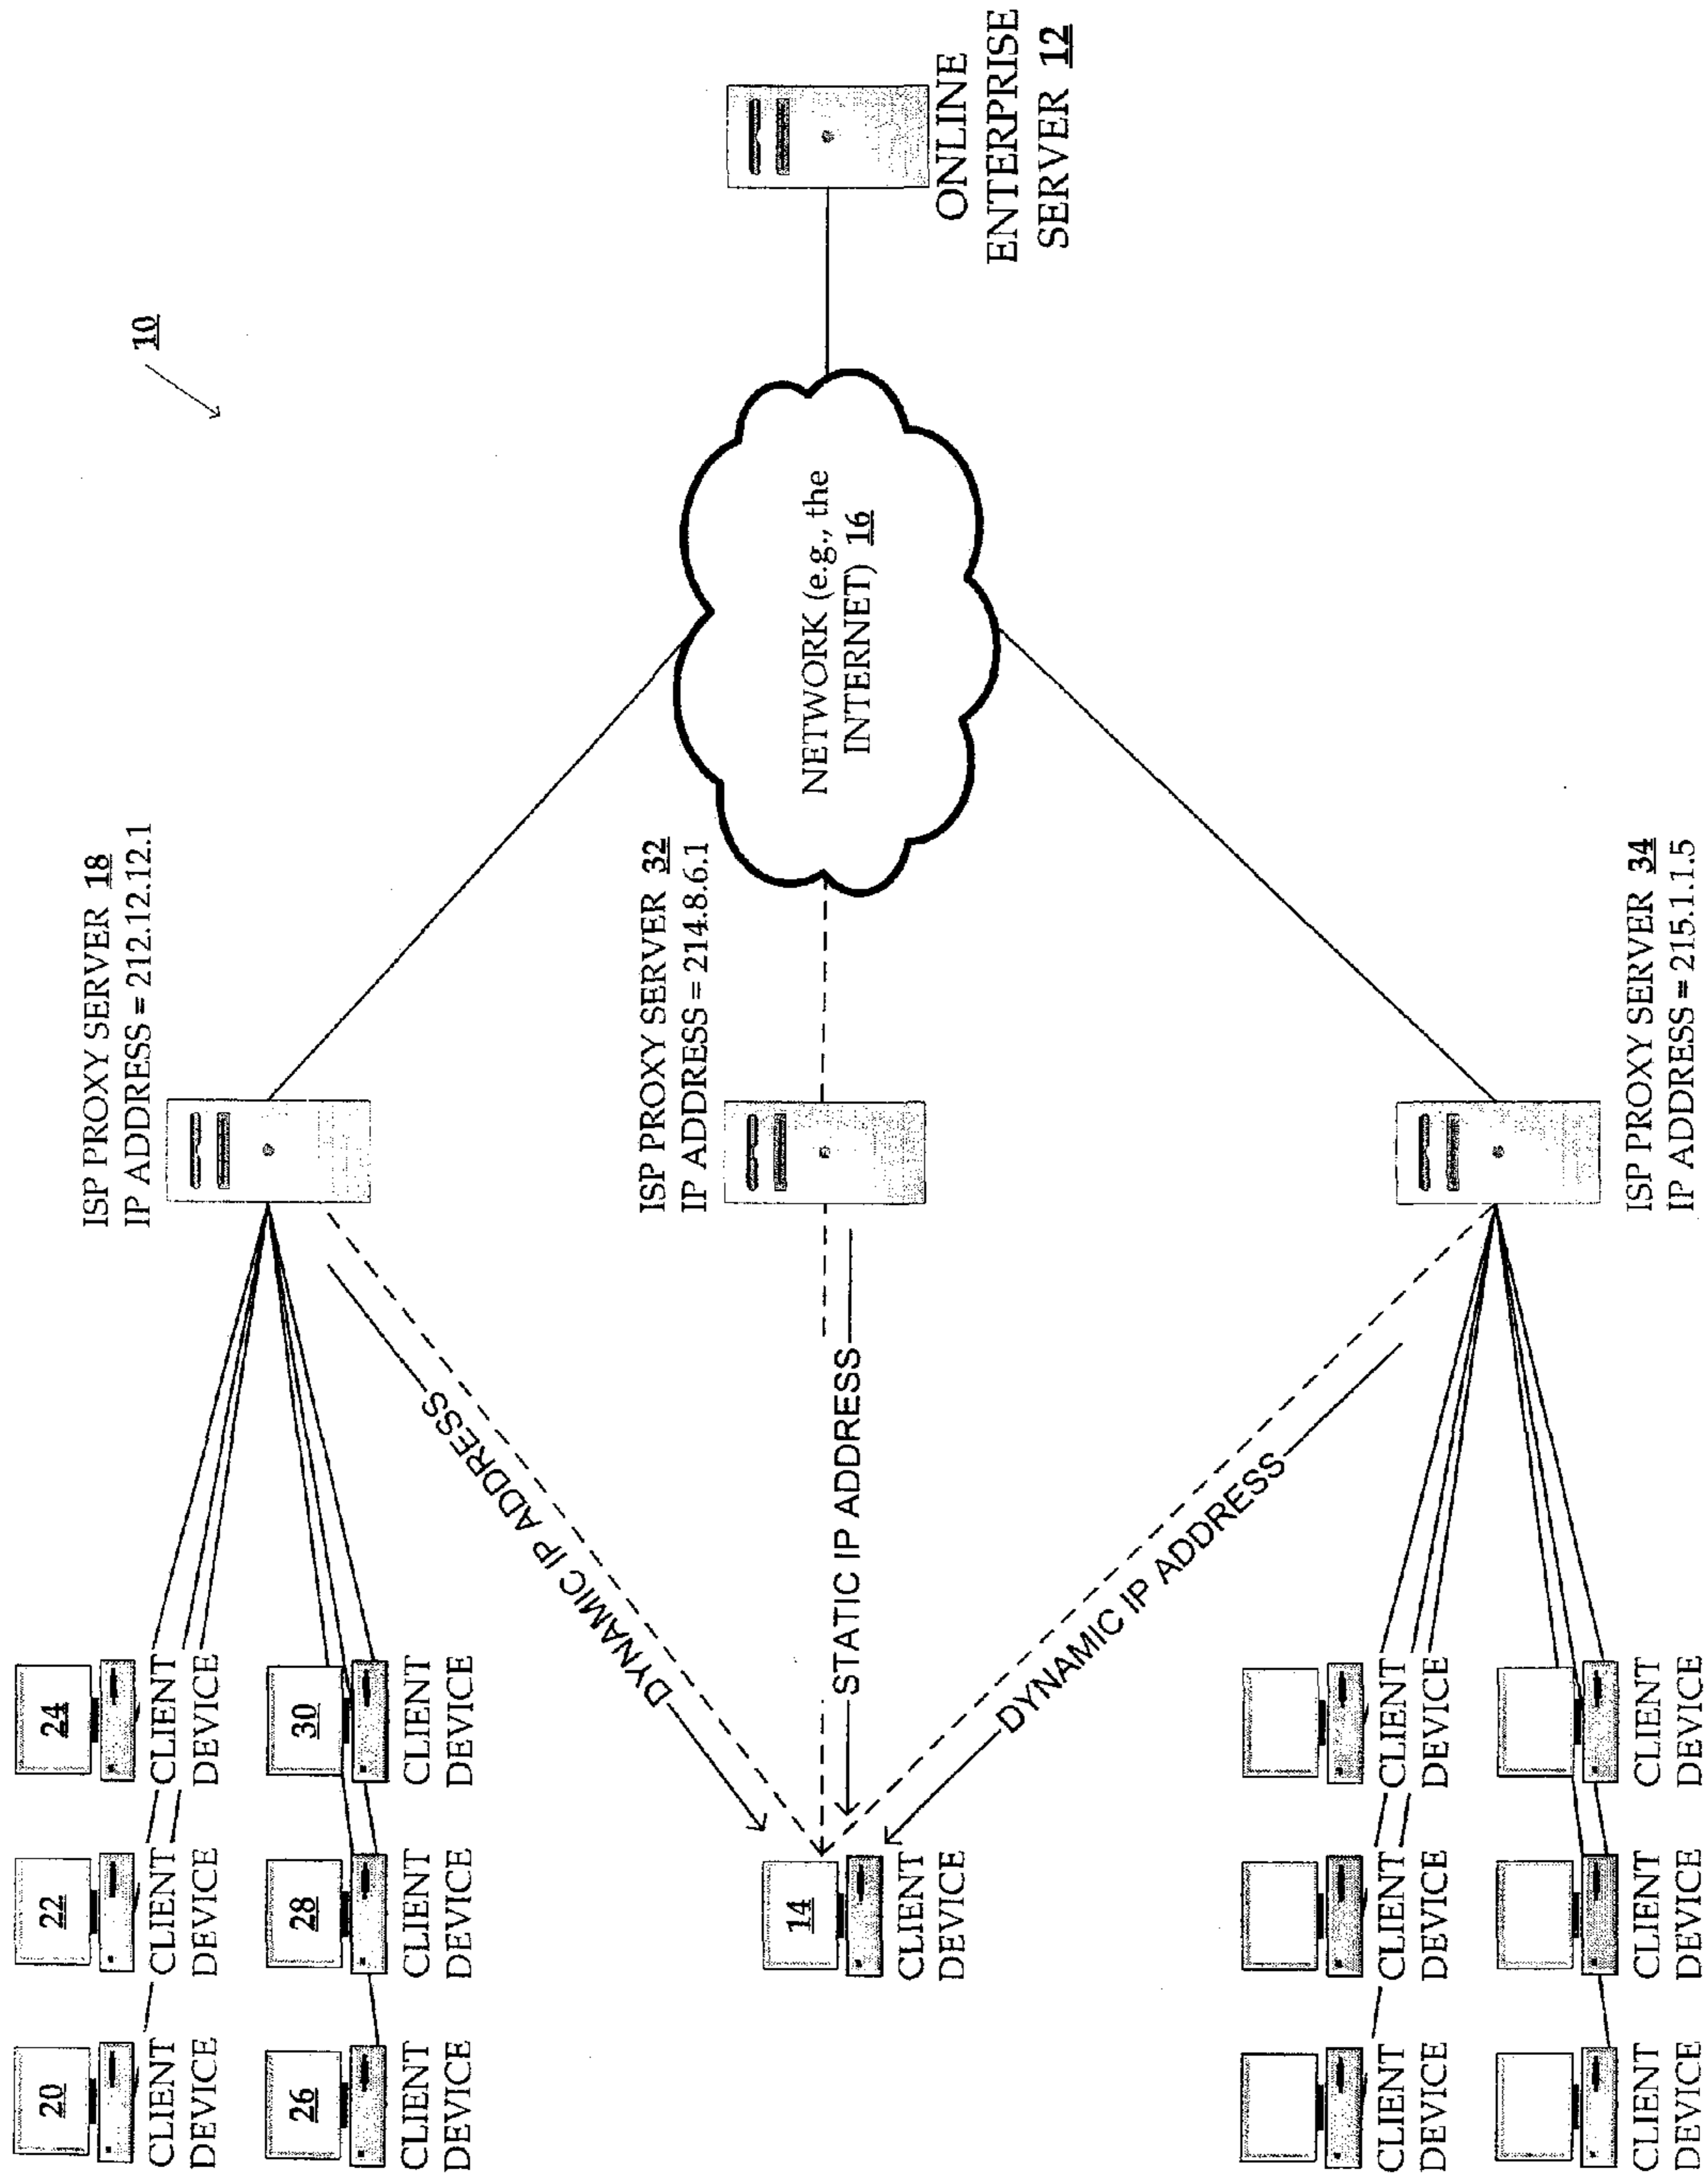 10
ISP PROXY SERVER 18
IP ADDRESS = 212.12.12.1
20
CLIENT
DEVICE
22
CLIENT
DEVICE
24
CLIENT
DEVICE
26
CLIENT
DEVICE
28
CLIENT
DEVICE
30
CLIENT
DEVICE
DYNAMIC IP ADDRESS
ISP PROXY SERVER 32
IP ADDRESS = 214.8.6.1
NETWORK (e.g., the
INTERNET) 16
ONLINE
ENTERPRISE
SERVER 12
14
CLIENT
DEVICE
STATIC IP ADDRESS
DYNAMIC IP ADDRESS
CLIENT
DEVICE
CLIENT
DEVICE
CLIENT
DEVICE
CLIENT
DEVICE
CLIENT
DEVICE
CLIENT
DEVICE
ISP PROXY SERVER 34
IP ADDRESS = 215.1.1.5